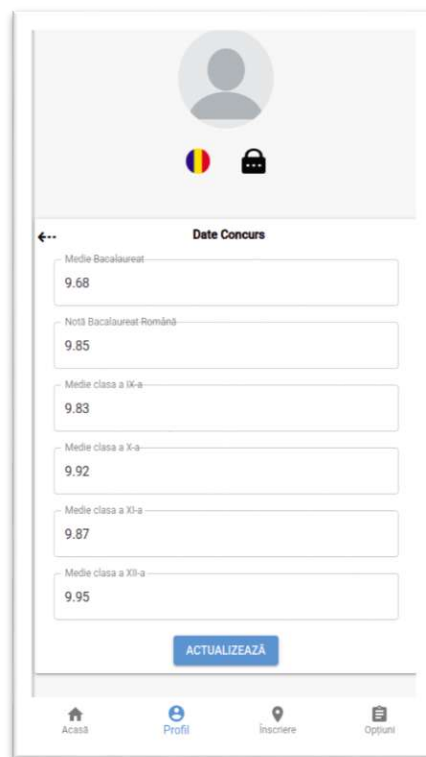 Date Concurs
Medie Bacalaureat
9.68
Notă Bacalaureat Română
9.85
Medie clasa a IX-a
9.83
Medie clasa a X-a
9.92
Medie clasa a XI-a
9.87
Medie clasa a XII-a
9.95
ACTUALIZEAZĂ
Acasă Profil Înscriere Opțiuni